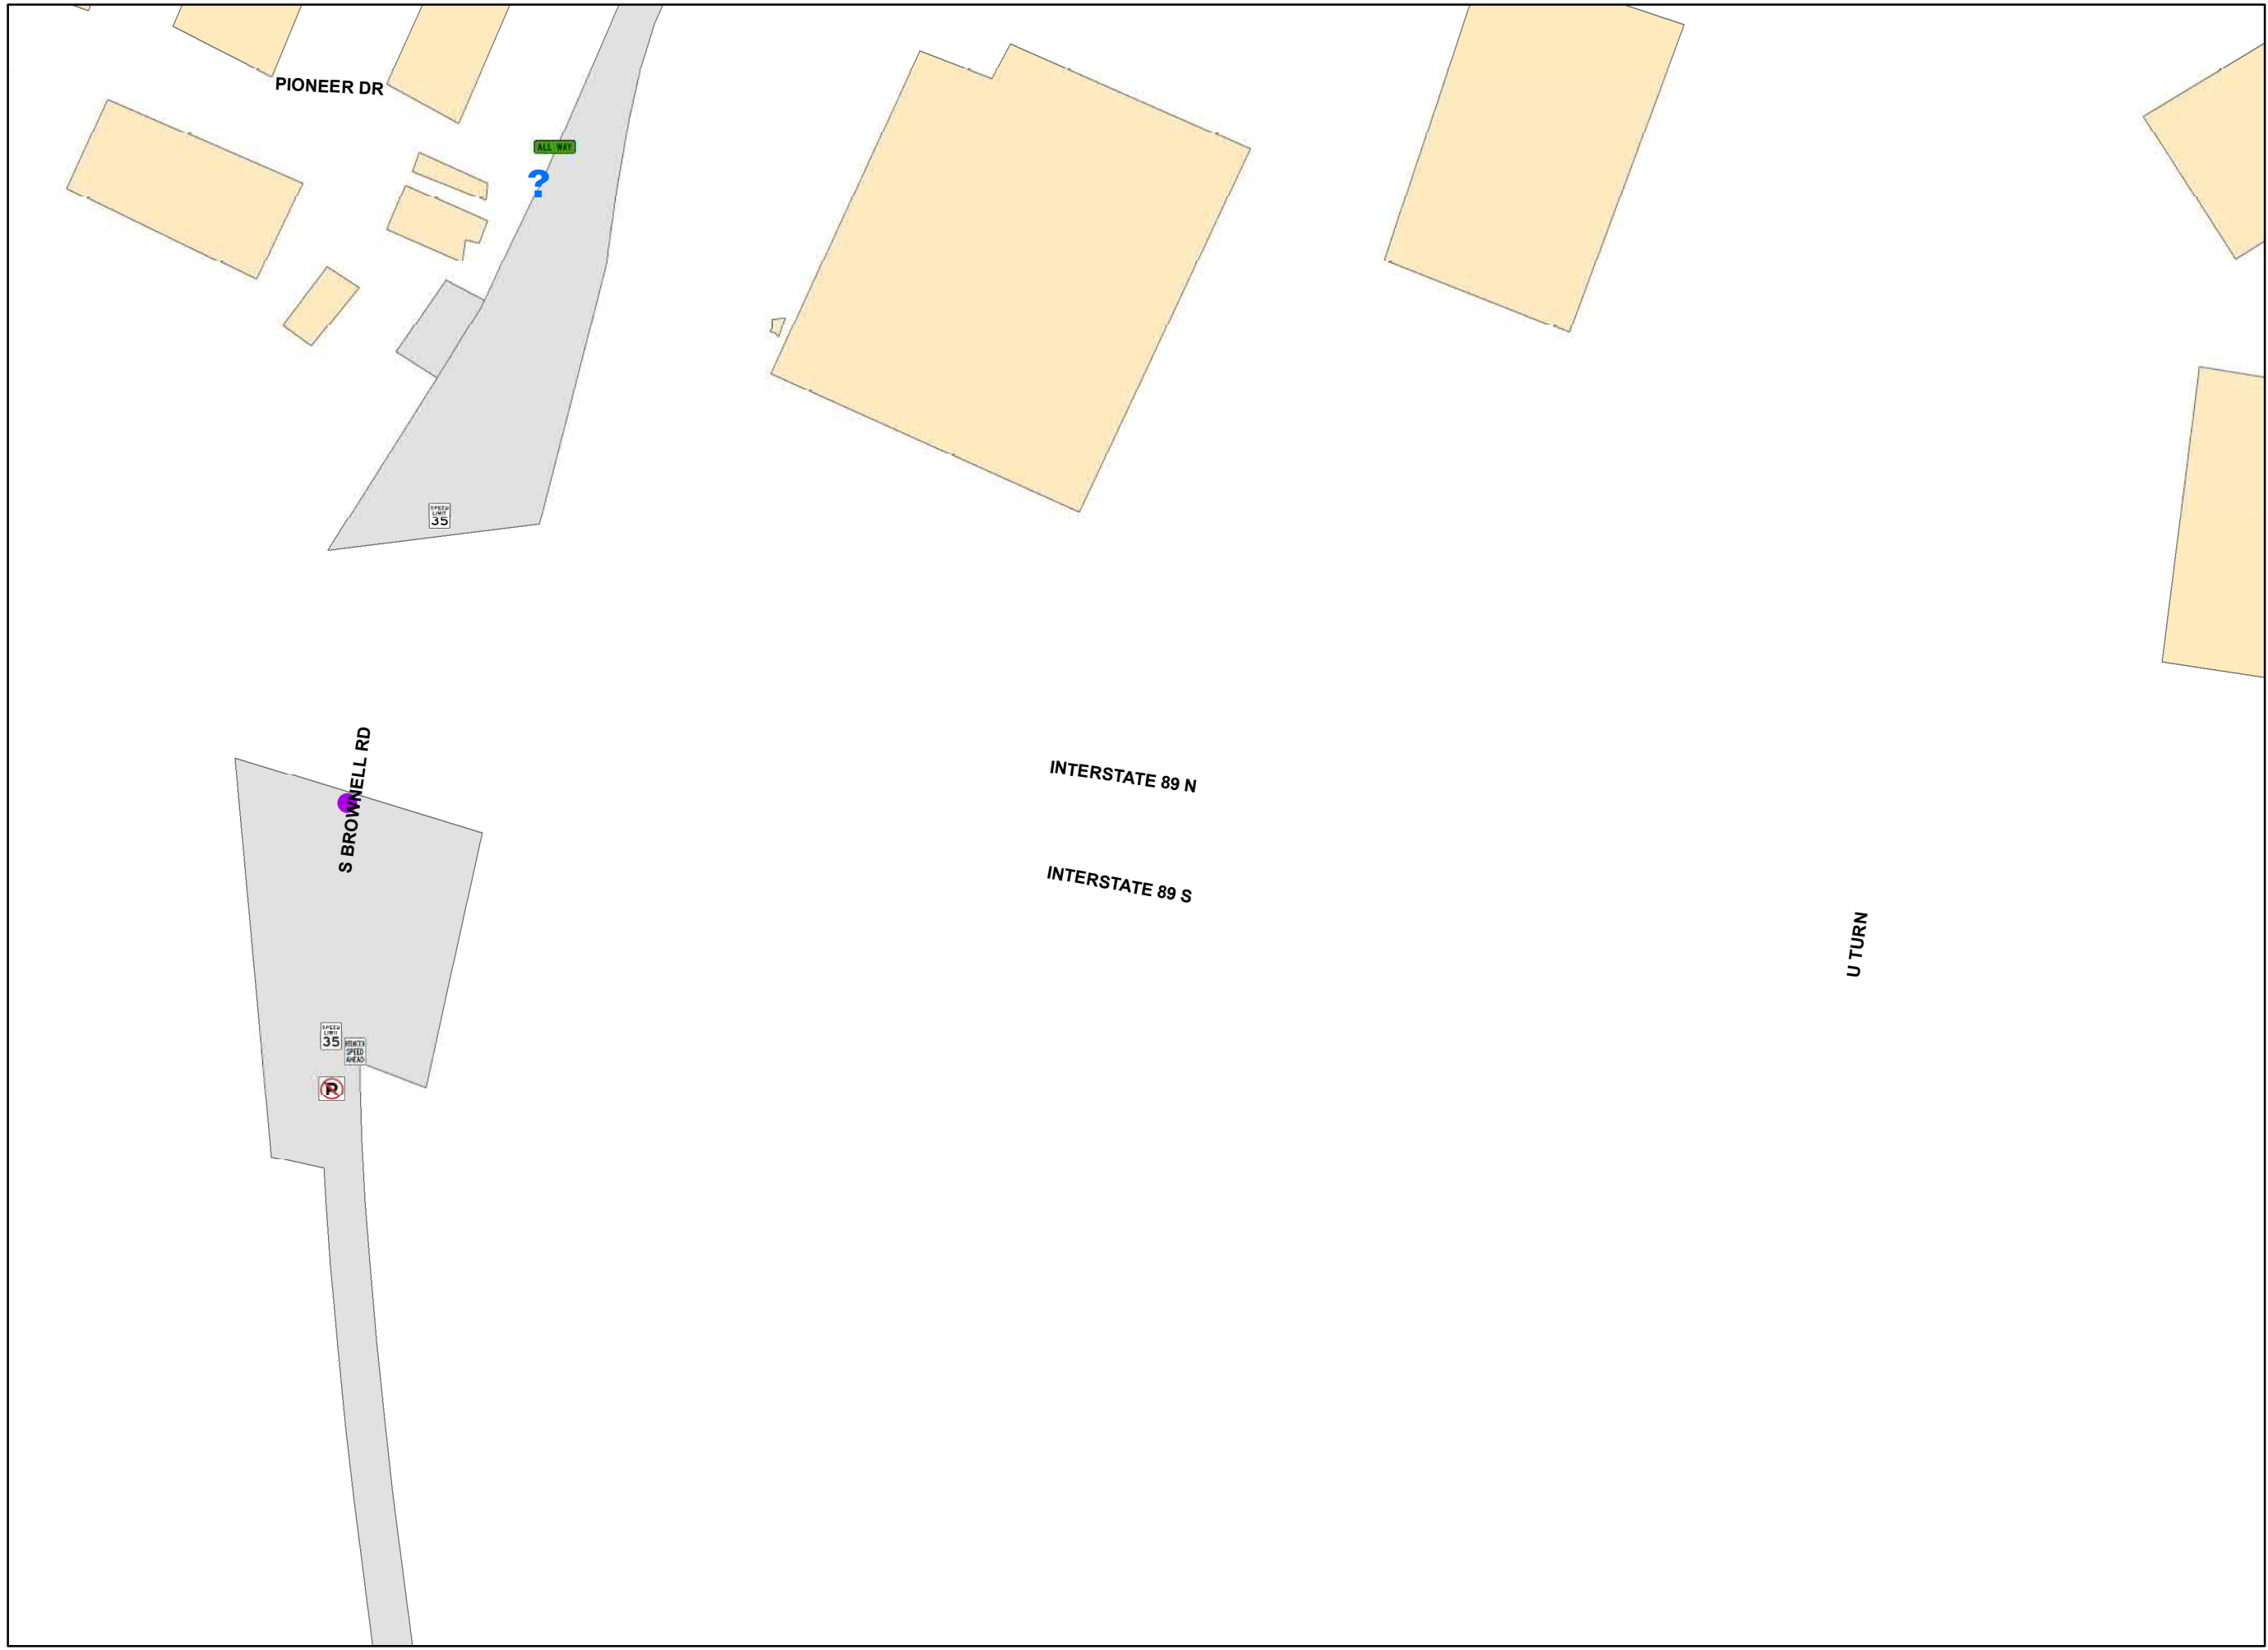 PIONEER DR
ALL WAY
?
SPEED
LIMIT
35
S BROWNELL RD
INTERSTATE 89 N
INTERSTATE 89 S
U TURN
SPEED
LIMIT
35
REDUCED
SPEED
AHEAD
P